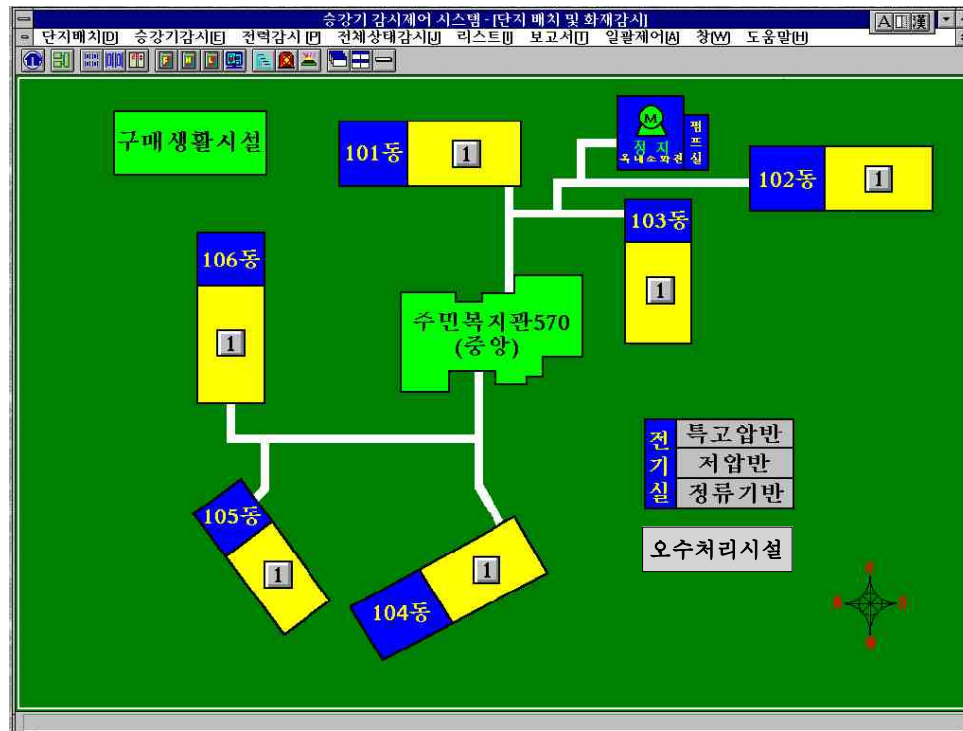 승강기 감시제어 시스템 - [단지 배치 및 화재감시]
A 漢
단지배치[D] 승강기감시[E] 전력감시[P] 전체상태감시[J] 리스트[I] 보고서[T] 일괄제어[A] 창[W] 도움말[H]
구매생활시설
101동 1
M
정지
옥내소화전
펌프실
102동 1
103동
1
106동
1
주민복지관570
(중앙)
전기실
특고압반
저압반
정류기반
오수처리시설
105동
1
104동 1